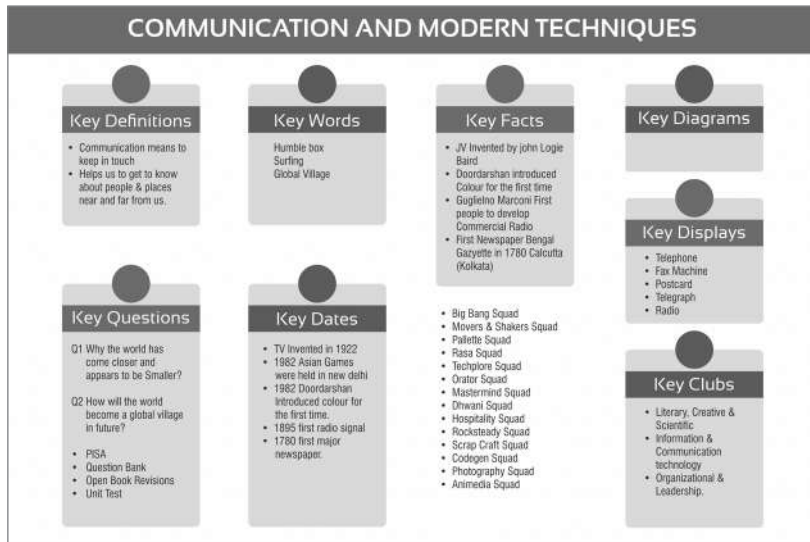 COMMUNICATION AND MODERN TECHNIQUES
Key Definitions
• Communication means to
keep in touch
• Helps us to get to know
about people & places
near and far from us.
Key Words
Humble box
Surfing
Global Village
Key Facts
• JV Invented by john Logie
Baird
• Doordarshan introduced
Colour for the first time
• Guglielno Marconi First
people to develop
Commercial Radio
• First Newspaper Bengal
Gazyette in 1780 Calcutta
(Kolkata)
Key Diagrams
Key Displays
• Telephone
• Fax Machine
• Postcard
• Telegraph
• Radio
Key Questions
Q1 Why the world has
come closer and
appears to be Smaller?
Q2 How will the world
become a global village
in future?
• PISA
• Question Bank
• Open Book Revisions
• Unit Test
Key Dates
• TV Invented in 1922
• 1982 Asian Games
were held in new delhi
• 1982 Doordarshan
Introduced colour for
the first time.
• 1895 first radio signal
• 1780 first major
newspaper.
• Big Bang Squad
• Movers & Shakers Squad
• Pallette Squad
• Rasa Squad
• Techplore Squad
• Orator Squad
• Mastermind Squad
• Dhwani Squad
• Hospitality Squad
• Rocksteady Squad
• Scrap Craft Squad
• Codegen Squad
• Photography Squad
• Animedia Squad
Key Clubs
• Literary, Creative &
Scientific
• Information &
Communication
technology
• Organizational &
Leadership.